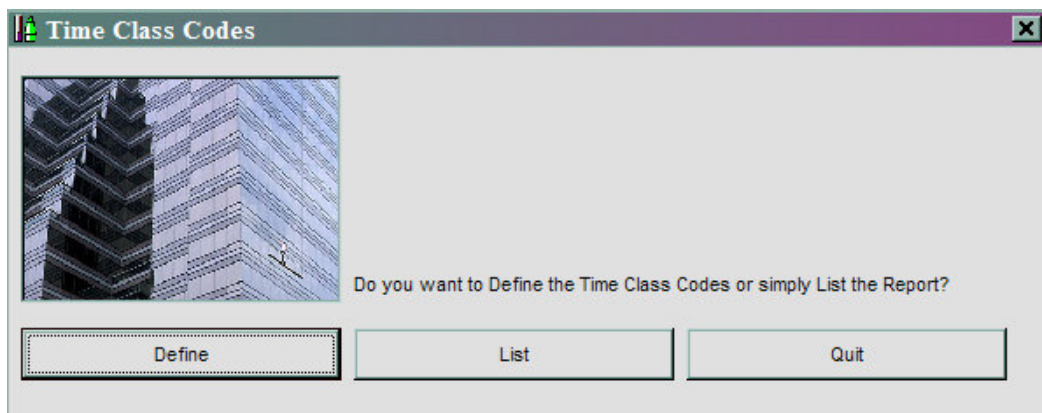 Time Class Codes
Do you want to Define the Time Class Codes or simply List the Report?
Define
List
Quit